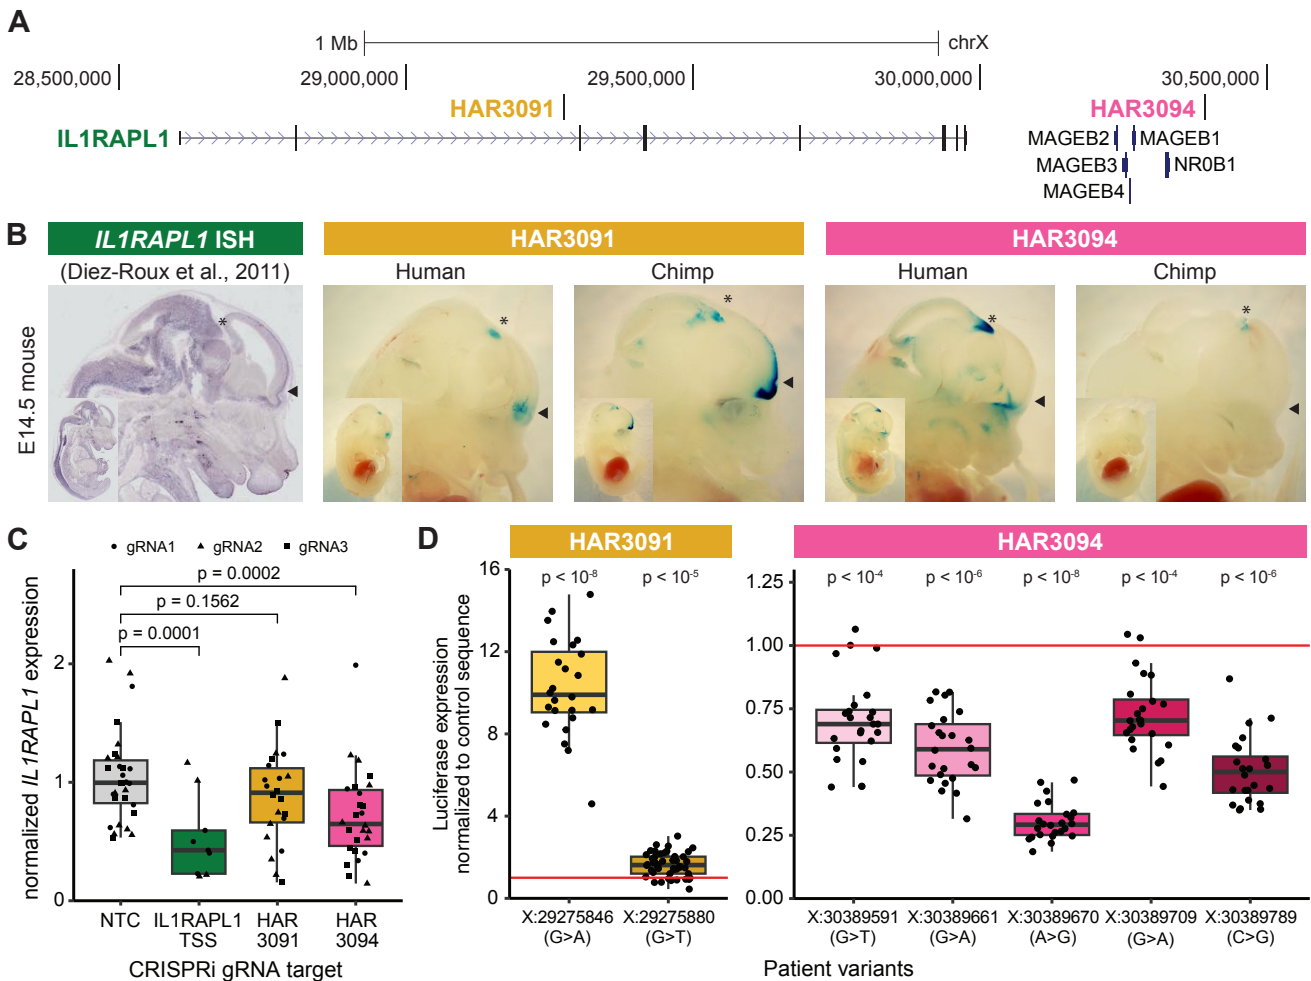 A
1 Mb chrX
28,500,000 29,000,000 29,500,000 30,000,000 30,500,000
HAR3091 HAR3094
IL1RAPL1 MAGEB2 MAGEB1
MAGEB3 NR0B1
MAGEB4
B
IL1RAPL1 ISH HAR3091 HAR3094
(Diez-Roux et al., 2011) Human Chimp Human Chimp
E14.5 mouse
* * * * *
C
gRNA1 gRNA2 gRNA3
p = 0.0002
p = 0.1562
p = 0.0001
normalized IL1RAPL1 expression
2
1
0
NTC IL1RAPL1 TSS HAR 3091 HAR 3094
CRISPRi gRNA target
D
HAR3091 HAR3094
p < 10-8 p < 10-5 p < 10-4 p < 10-6 p < 10-8 p < 10-4 p < 10-6
Luciferase expression
normalized to control sequence
16
12
8
4
0
1.25
1.00
0.75
0.50
0.25
0.00
X:29275846 X:29275880 X:30389591 X:30389661 X:30389670 X:30389709 X:30389789
(G>A) (G>T) (G>T) (G>A) (A>G) (G>A) (C>G)
Patient variants